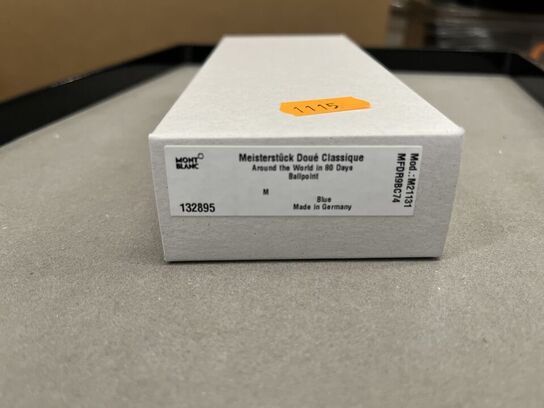 1115
MONT
BLANC
Meisterstück Doué Classique
Around the World in 80 Days
Ballpoint
M
Blue
Made in Germany
132895
Mod.: M21131
MFDR9BC74